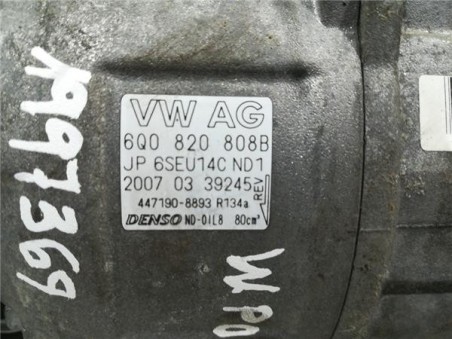 VW AG
6Q0 820 808B
JP 6SEU14C ND1
2007 03 39245
REV
447190-8893 R134a
DENSO ND-OIL8 80cm³
1997369